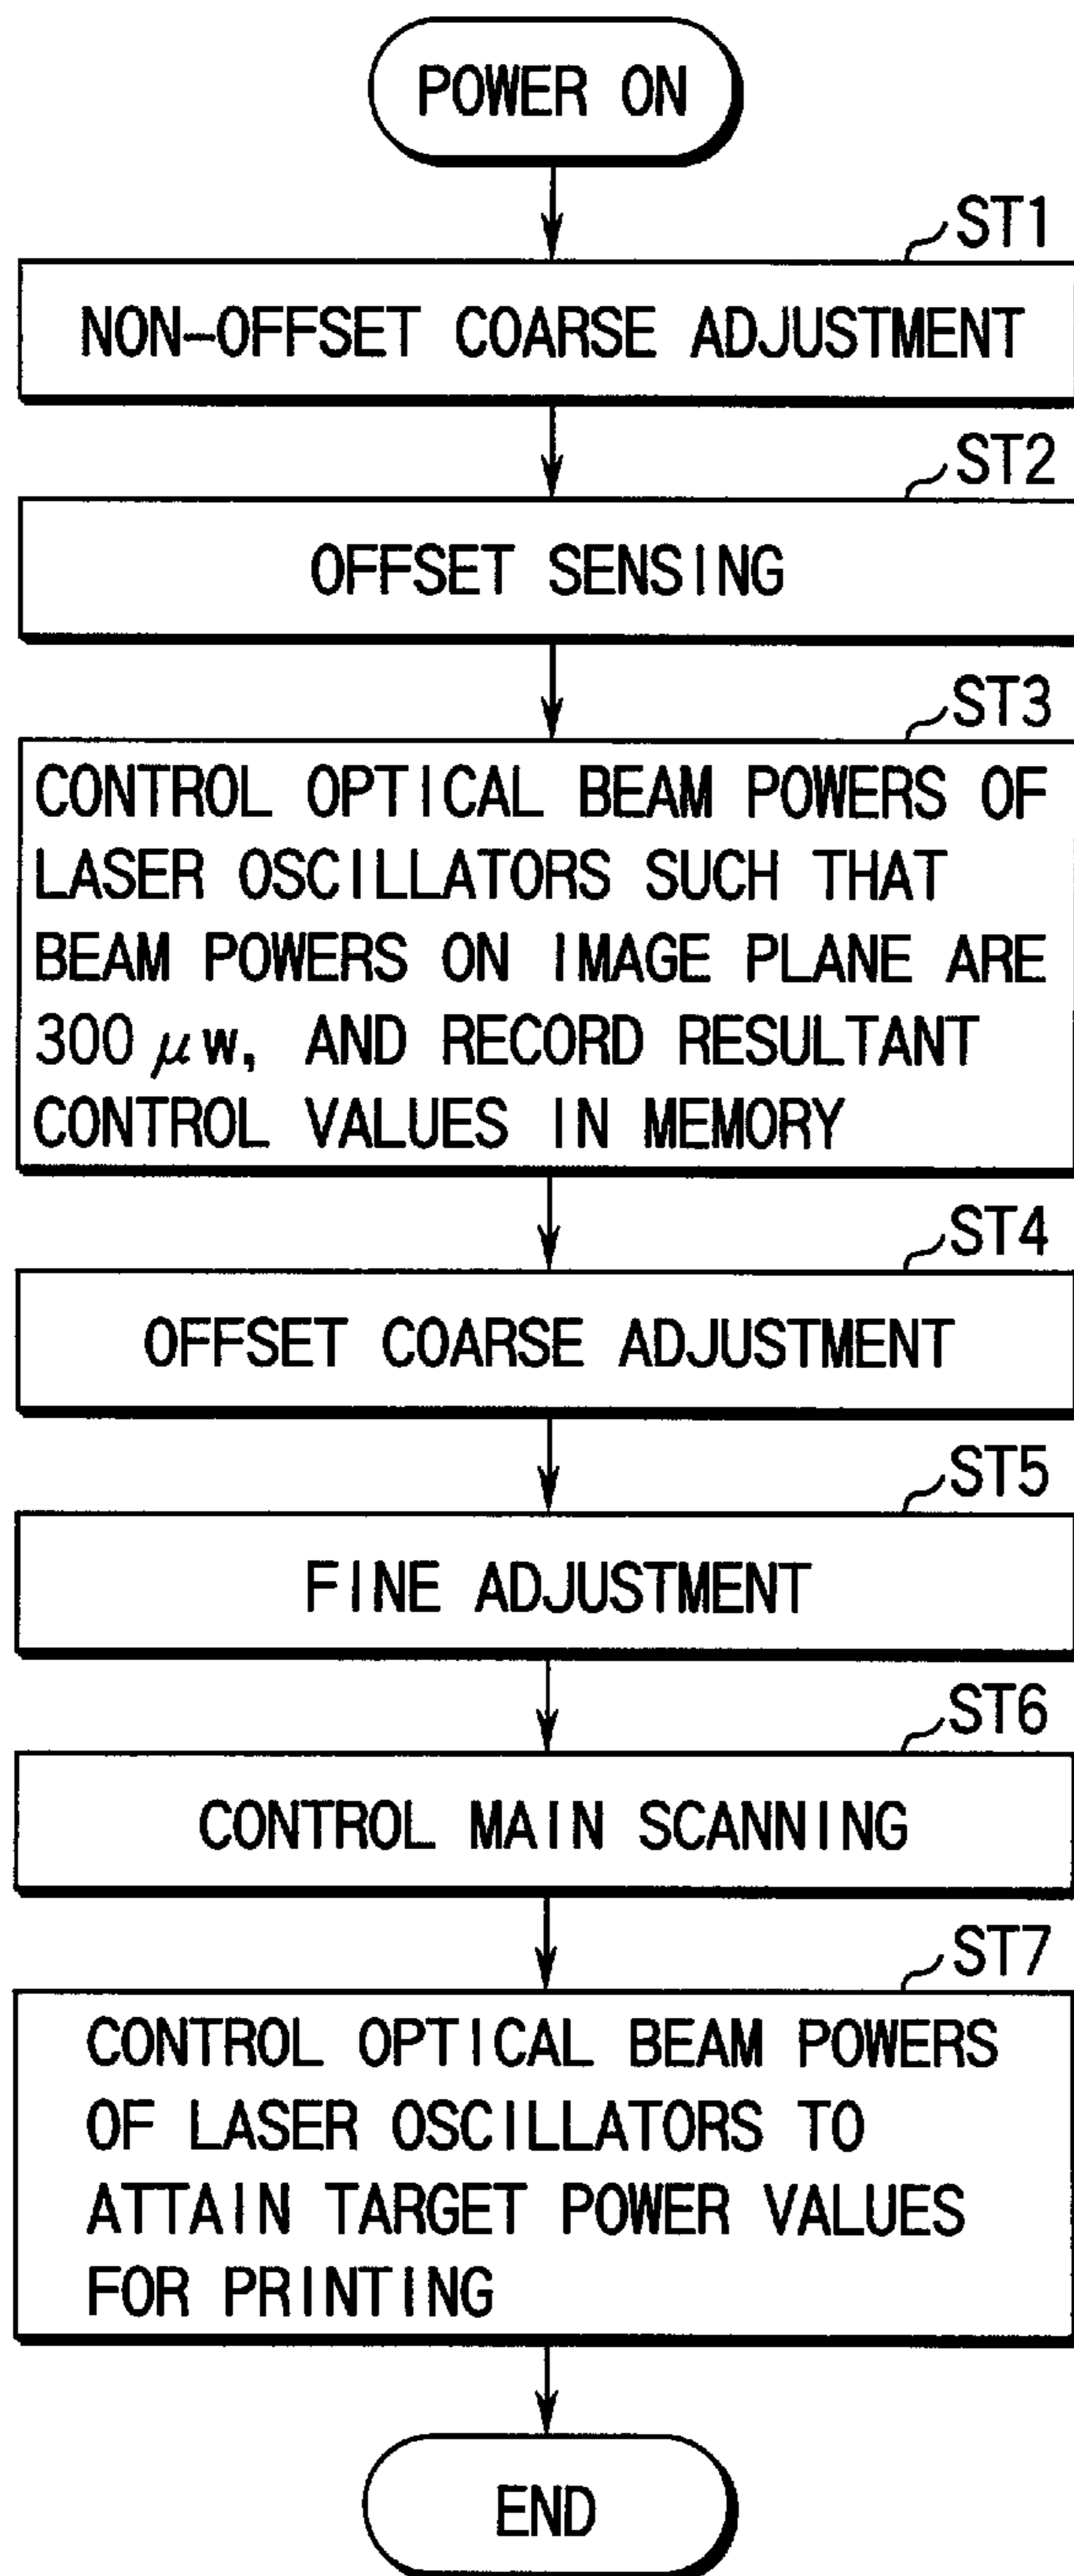 POWER ON
ST1
NON-OFFSET COARSE ADJUSTMENT
ST2
OFFSET SENSING
ST3
CONTROL OPTICAL BEAM POWERS OF
LASER OSCILLATORS SUCH THAT
BEAM POWERS ON IMAGE PLANE ARE
300 μw, AND RECORD RESULTANT
CONTROL VALUES IN MEMORY
ST4
OFFSET COARSE ADJUSTMENT
ST5
FINE ADJUSTMENT
ST6
CONTROL MAIN SCANNING
ST7
CONTROL OPTICAL BEAM POWERS
OF LASER OSCILLATORS TO
ATTAIN TARGET POWER VALUES
FOR PRINTING
END